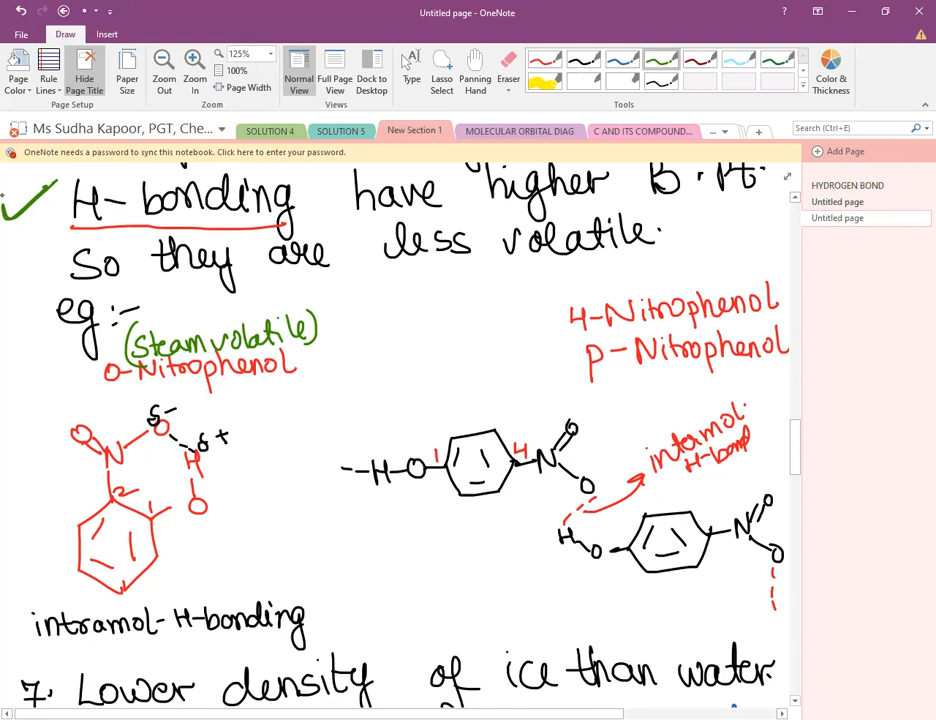 Untitled page - OneNote
File
Draw
Insert
Page Color
Rule Lines
Hide Page Title
Paper Size
Zoom Out
Zoom In
125%
100%
Page Width
Normal View
Full Page View
Dock to Desktop
Type
Lasso Select
Panning Hand
Eraser
Color & Thickness
Page Setup
Zoom
Views
Tools
Ms Sudha Kapoor, PGT, Che...
SOLUTION 4
SOLUTION 5
New Section 1
MOLECULAR ORBITAL DIAG
C AND ITS COMPOUND...
...
Search (Ctrl+E)
OneNote needs a password to sync this notebook. Click here to enter your password.
Add Page
HYDROGEN BOND
Untitled page
Untitled page
H-bonding have higher B.Pt.
so they are less volatile.
eg :-
(steam volatile)
o-Nitrophenol
4-Nitrophenol
p-Nitrophenol
δ-
O N O δ+
H
O
2 1
--H-O 1 4 N O
O
intermol.
H-bond
H O N O
O
intramol-H-bonding
7. Lower density of ice than water.